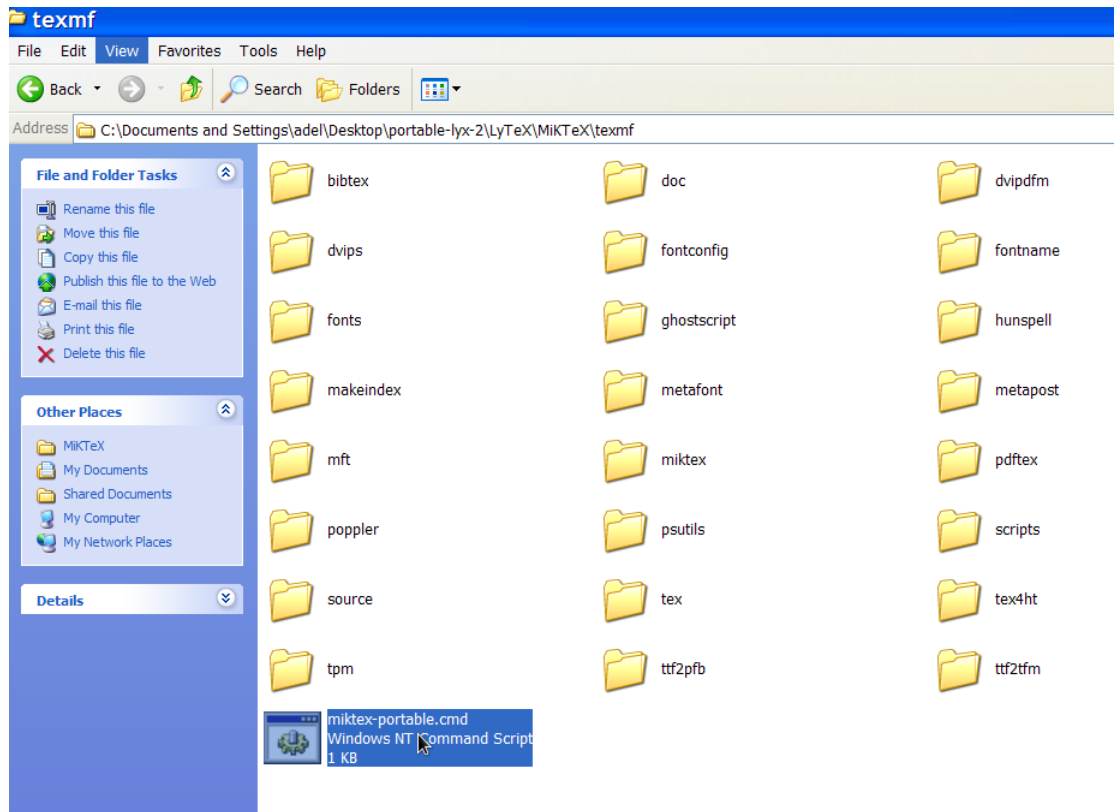 texmf
File Edit View Favorites Tools Help
Back Search Folders
Address C:\Documents and Settings\adel\Desktop\portable-lyx-2\LyTeX\MiKTeX\texmf
File and Folder Tasks
Rename this file
Move this file
Copy this file
Publish this file to the Web
E-mail this file
Print this file
Delete this file
Other Places
MiKTeX
My Documents
Shared Documents
My Computer
My Network Places
Details
bibtex doc dvipdfm
dvips fontconfig fontname
fonts ghostscript hunspell
makeindex metafont metapost
mft miktex pdftex
poppler psutils scripts
source tex tex4ht
tpm ttf2pfb ttf2tfm
miktex-portable.cmd
Windows NT Command Script
1 KB